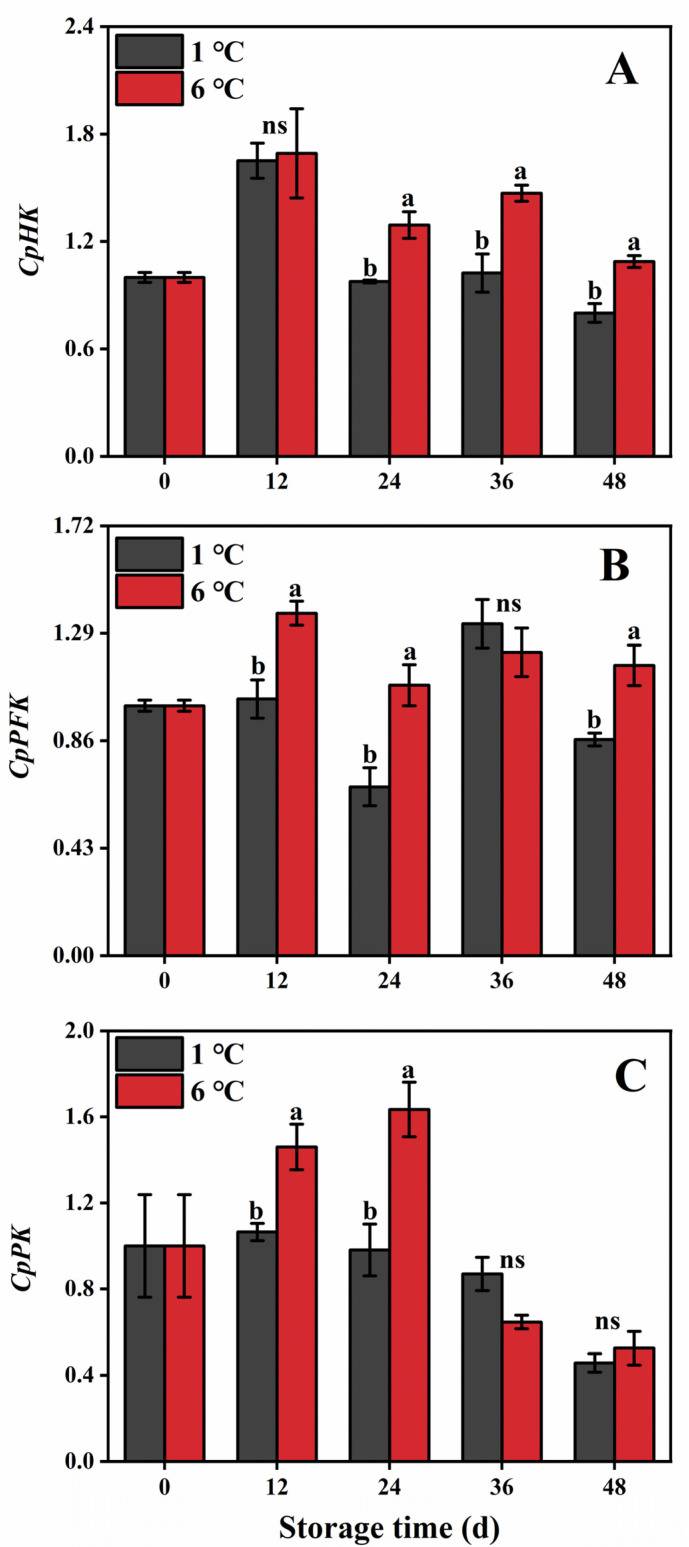 2.4
1 °C
6 °C
A
1.8
ns
a
a
b
b
a
b
1.2
0.6
0.0
CpHK
0 12 24 36 48
1.72
1 °C
6 °C
B
a
ns
1.29
b
a
a
b
b
0.86
0.43
0.00
CpPFK
0 12 24 36 48
2.0
1 °C
6 °C
C
a
a
1.6
b
b
1.2
ns
0.8
ns
0.4
0.0
CpPK
0 12 24 36 48
Storage time (d)